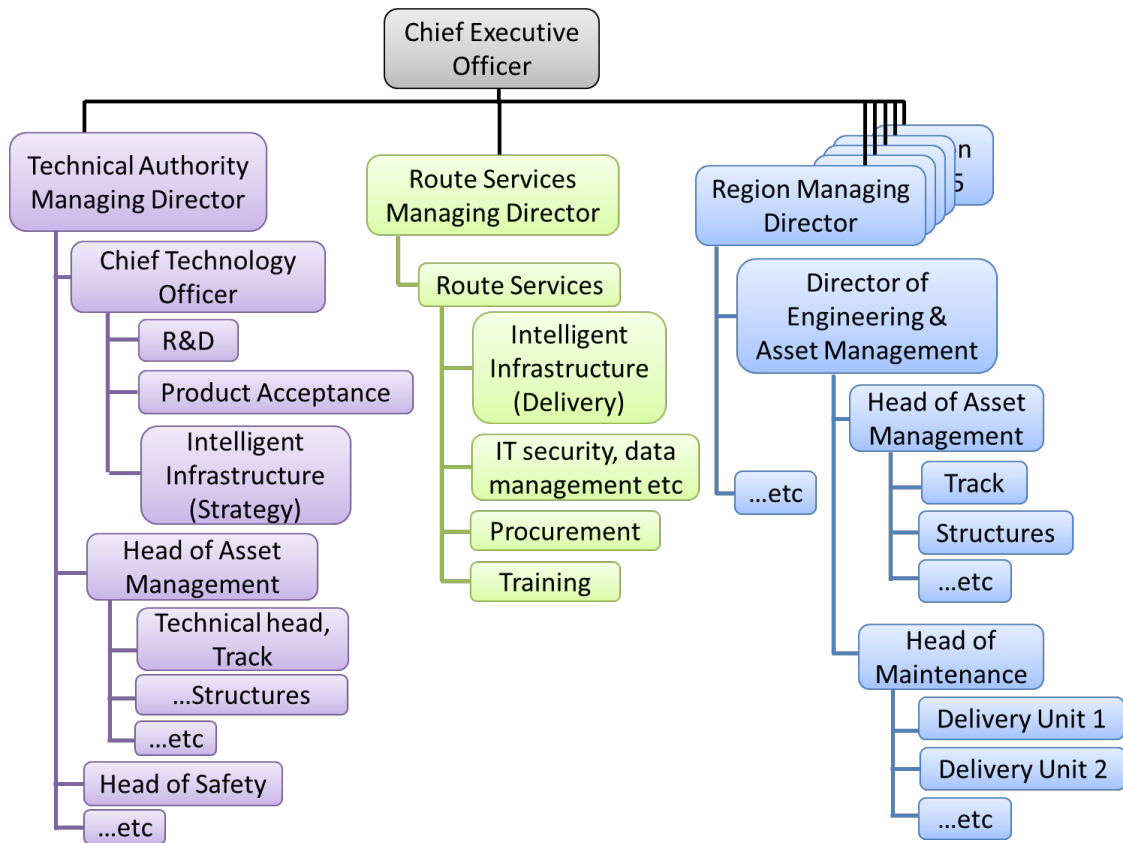 Chief Executive
Officer
Technical Authority
Managing Director
Chief Technology
Officer
R&D
Product Acceptance
Intelligent
Infrastructure
(Strategy)
Head of Asset
Management
Technical head,
Track
...Structures
...etc
Head of Safety
...etc
Route Services
Managing Director
Route Services
Intelligent
Infrastructure
(Delivery)
IT security, data
management etc
Procurement
Training
n
5
Region Managing
Director
Director of
Engineering &
Asset Management
Head of Asset
Management
Track
Structures
...etc
Head of
Maintenance
Delivery Unit 1
Delivery Unit 2
...etc
...etc